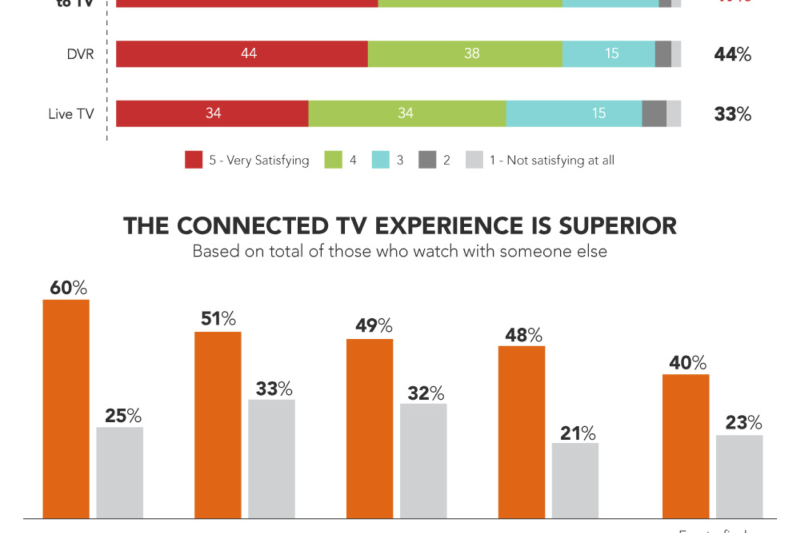 to TV
DVR 44 38 15 44%
Live TV 34 34 15 33%
5 - Very Satisfying 4 3 2 1 - Not satisfying at all
THE CONNECTED TV EXPERIENCE IS SUPERIOR
Based on total of those who watch with someone else
60% 25% 51% 33% 49% 32% 48% 21% 40% 23%